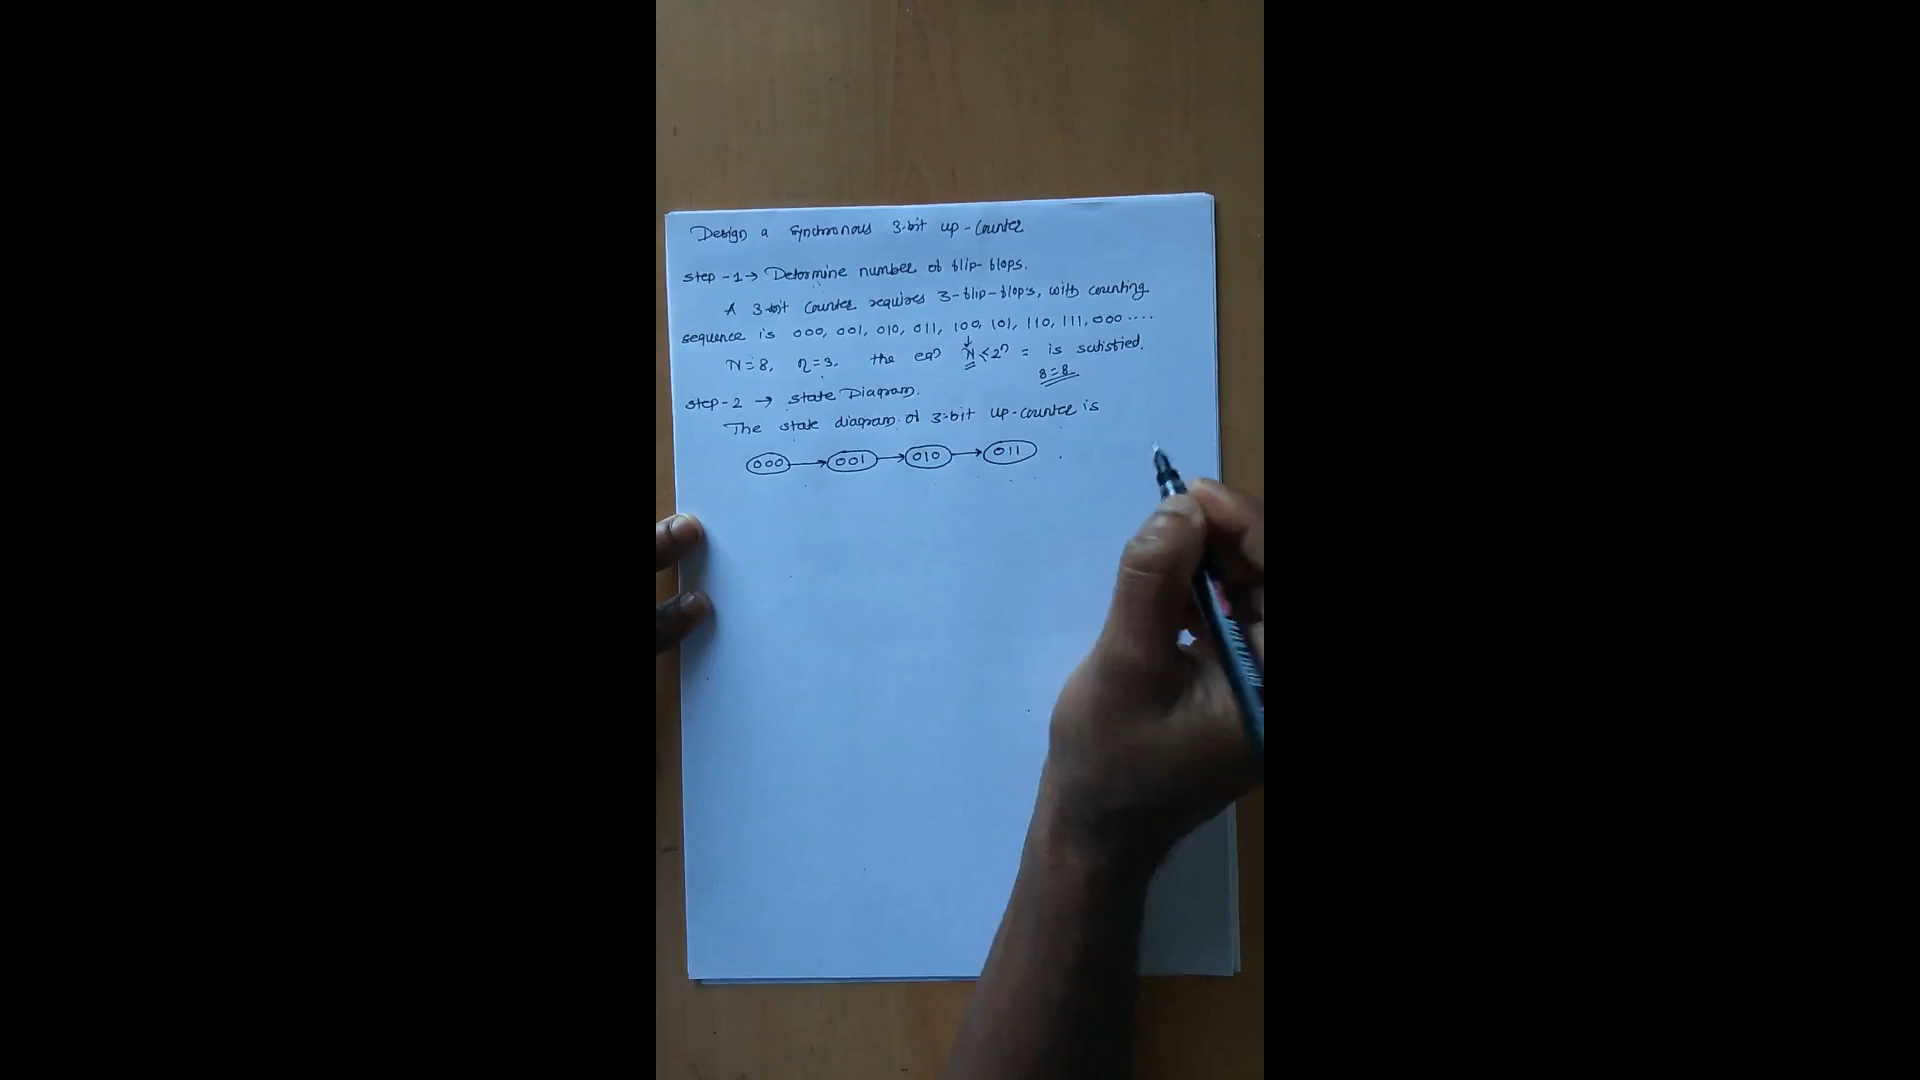 Design a synchronous 3-bit up-counter
step-1→ Determine number of flip-flops.
A 3-bit counter requires 3-flip-flops, with counting
sequence is 000, 001, 010, 011, 100, 101, 110, 111, 000 ....
N=8, n=3, the eqn N≤2ⁿ = is satisfied.
8=8
step-2 → state Diagram.
The state diagram of 3-bit up-counter is
000 → 001 → 010 → 011